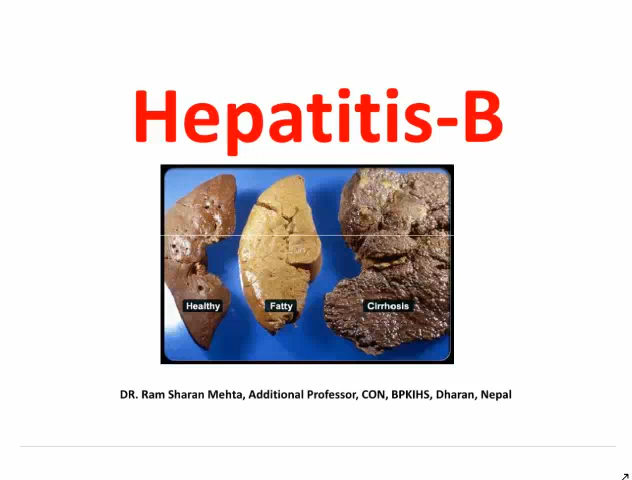 Hepatitis-B
Healthy Fatty Cirrhosis
DR. Ram Sharan Mehta, Additional Professor, CON, BPKIHS, Dharan, Nepal